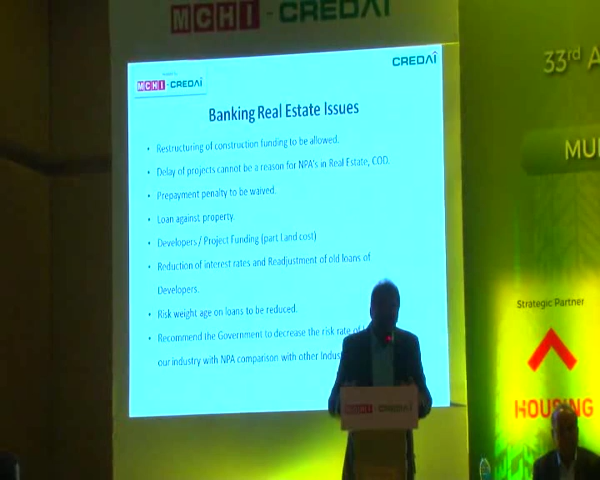 MCHI - CREDAI
33rd A
CREDAI
MCHI - CREDAI
Banking Real Estate Issues
• Restructuring of construction funding to be allowed.
• Delay of projects cannot be a reason for NPA's in Real Estate, COD.
• Prepayment penalty to be waived.
• Loan against property.
• Developers / Project Funding (part Land cost)
• Reduction of interest rates and Readjustment of old loans of
Developers.
• Risk weight age on loans to be reduced.
• Recommend the Government to decrease the risk rate of
our industry with NPA comparison with other Indus
MU
Strategic Partner
HOUSING
MCHI CREDAI